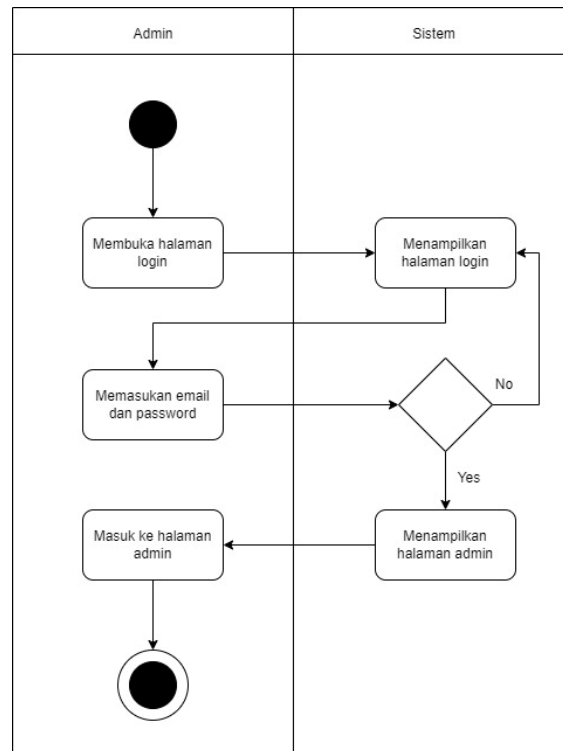 Admin
Sistem
Membuka halaman
login
Menampilkan
halaman login
Memasukan email
dan password
No
Yes
Masuk ke halaman
admin
Menampilkan
halaman admin